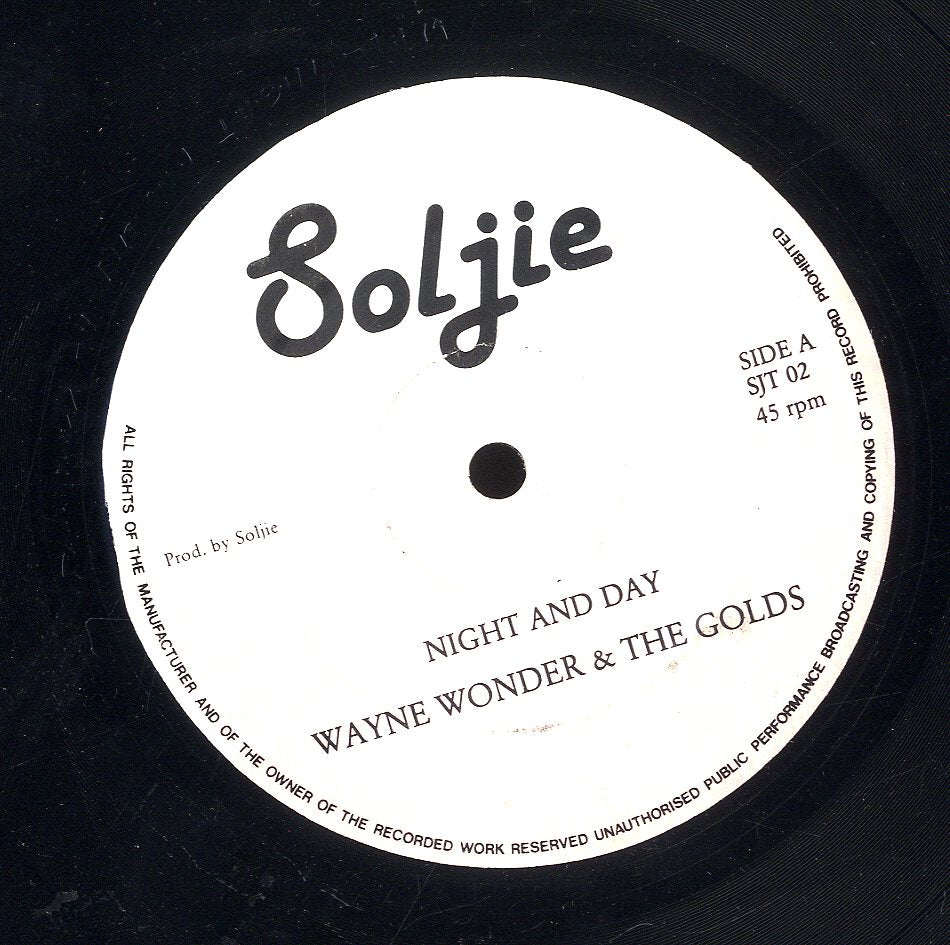 Soljie
SIDE A
SJT 02
45 rpm
Prod. by Soljie
NIGHT AND DAY
WAYNE WONDER & THE GOLDS
ALL RIGHTS OF THE MANUFACTURER AND OF THE OWNER OF THE RECORDED WORK RESERVED UNAUTHORISED PUBLIC PERFORMANCE BROADCASTING AND COPYING OF THIS RECORD PROHIBITED